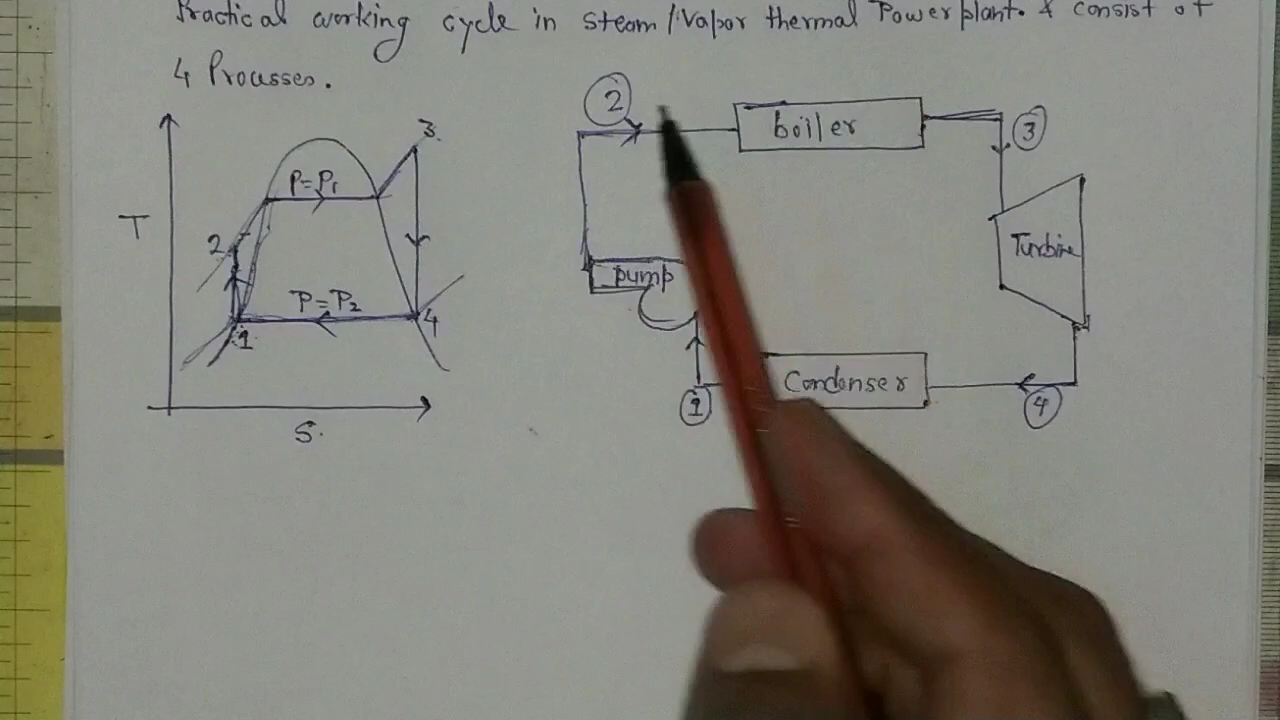 Practical working cycle in steam/Vapor thermal Power plant. & consist of
4 Processes.
2
boiler
3
3
P=P1
T
2
Turbine
pump
P=P2
4
1
Condenser
1
4
S.